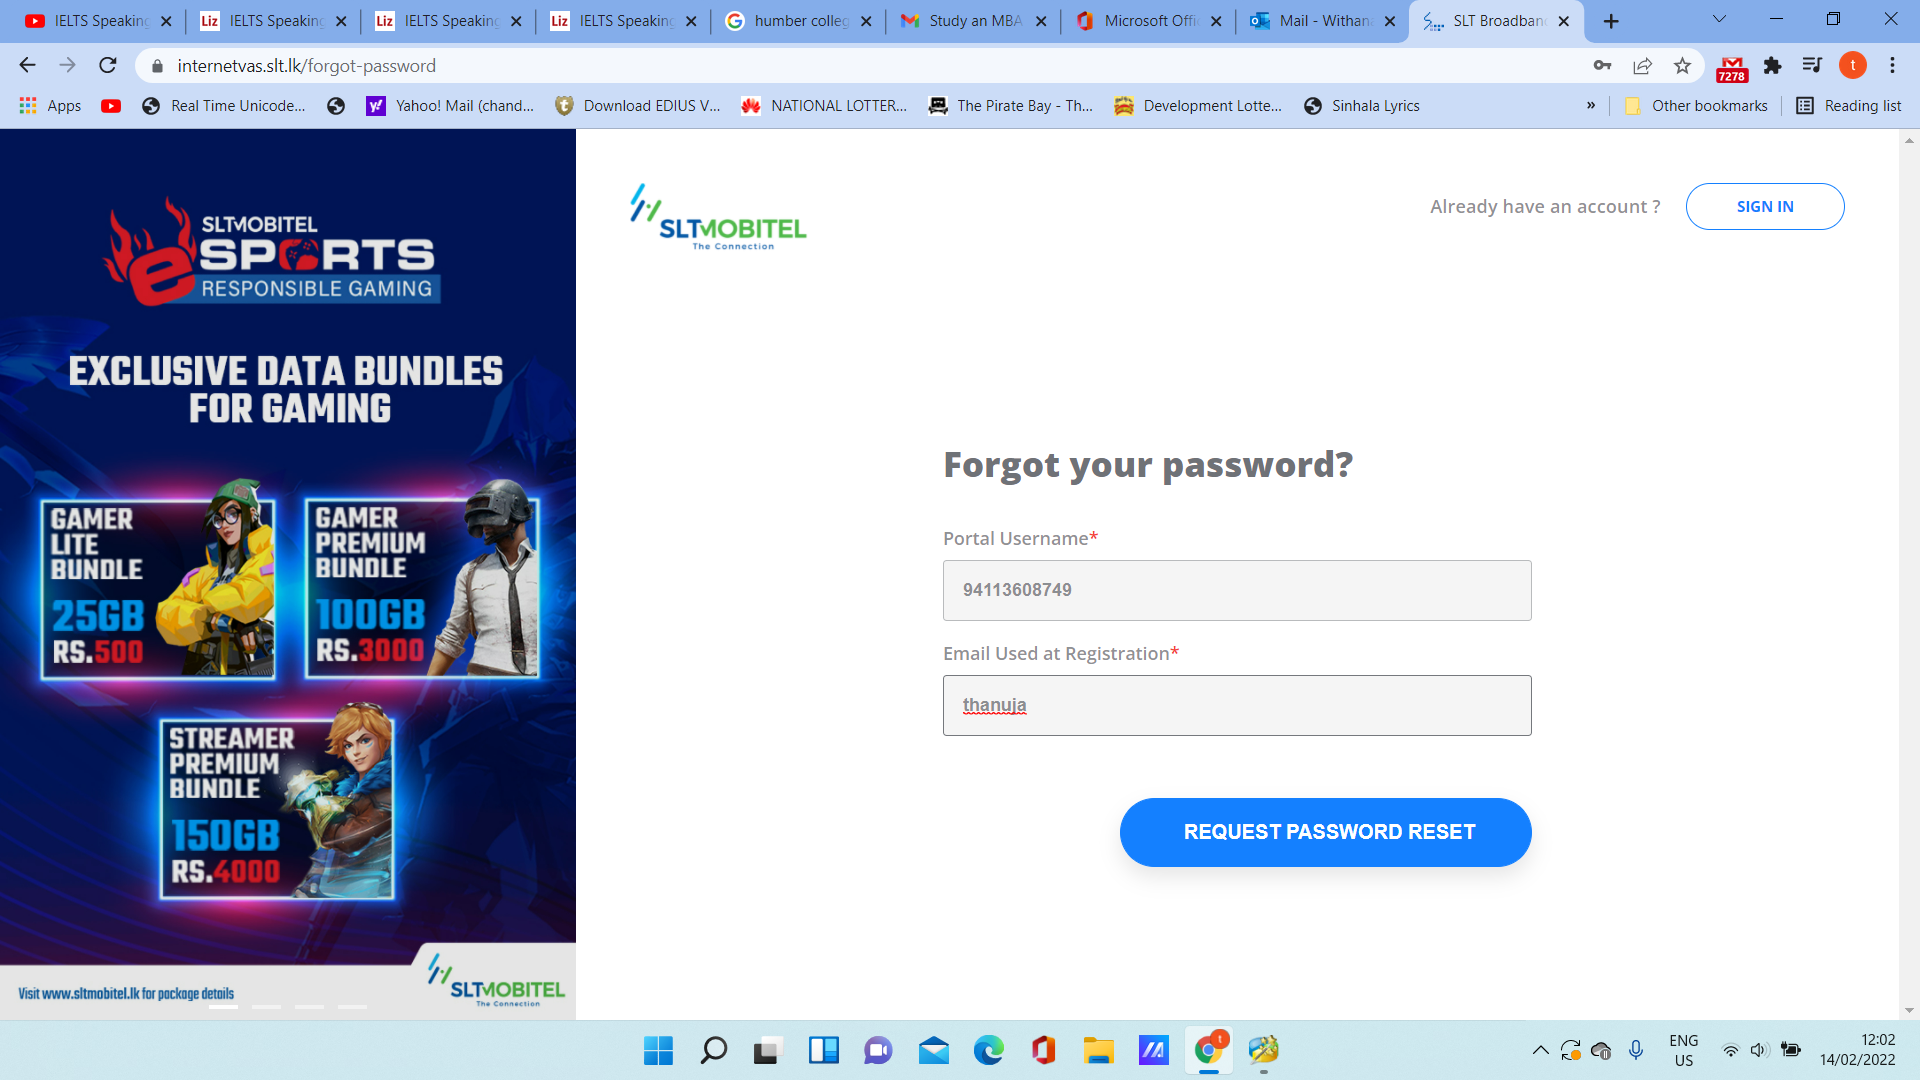 IELTS Speaking
Liz IELTS Speaking
Liz IELTS Speaking
Liz IELTS Speaking
humber colleg
Study an MBA
Microsoft Offi
Mail - Withan
SLT Broadban
internetvas.slt.lk/forgot-password
7278
t
Apps
Real Time Unicode...
Yahoo! Mail (chand...
Download EDIUS V...
NATIONAL LOTTER...
The Pirate Bay - Th...
Development Lotte...
Sinhala Lyrics
»
Other bookmarks
Reading list
SLTMOBITEL
eSPORTS
RESPONSIBLE GAMING
EXCLUSIVE DATA BUNDLES
FOR GAMING
GAMER
LITE
BUNDLE
25GB
RS.500
GAMER
PREMIUM
BUNDLE
100GB
RS.3000
STREAMER
PREMIUM
BUNDLE
150GB
RS.4000
Visit www.sltmobitel.lk for package details
SLTMOBITEL
The Connection
SLTMOBITEL
The Connection
Already have an account ?
SIGN IN
Forgot your password?
Portal Username*
94113608749
Email Used at Registration*
thanuja
REQUEST PASSWORD RESET
t
ENG
US
12:02
14/02/2022